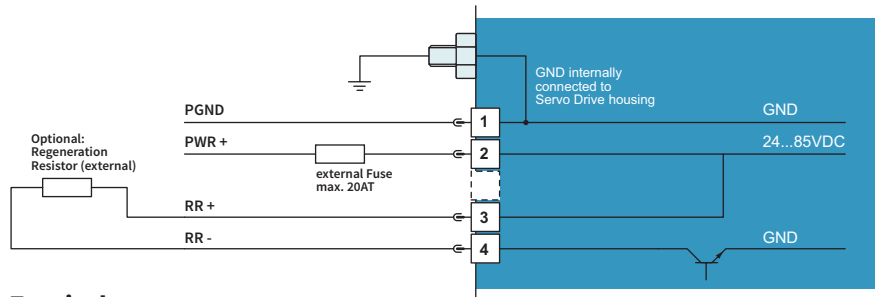 GND internally
connected to
Servo Drive housing
PGND
1
GND
Optional:
Regeneration
Resistor (external)
PWR +
2
24...85VDC
external Fuse
max. 20AT
RR +
3
RR -
4
GND